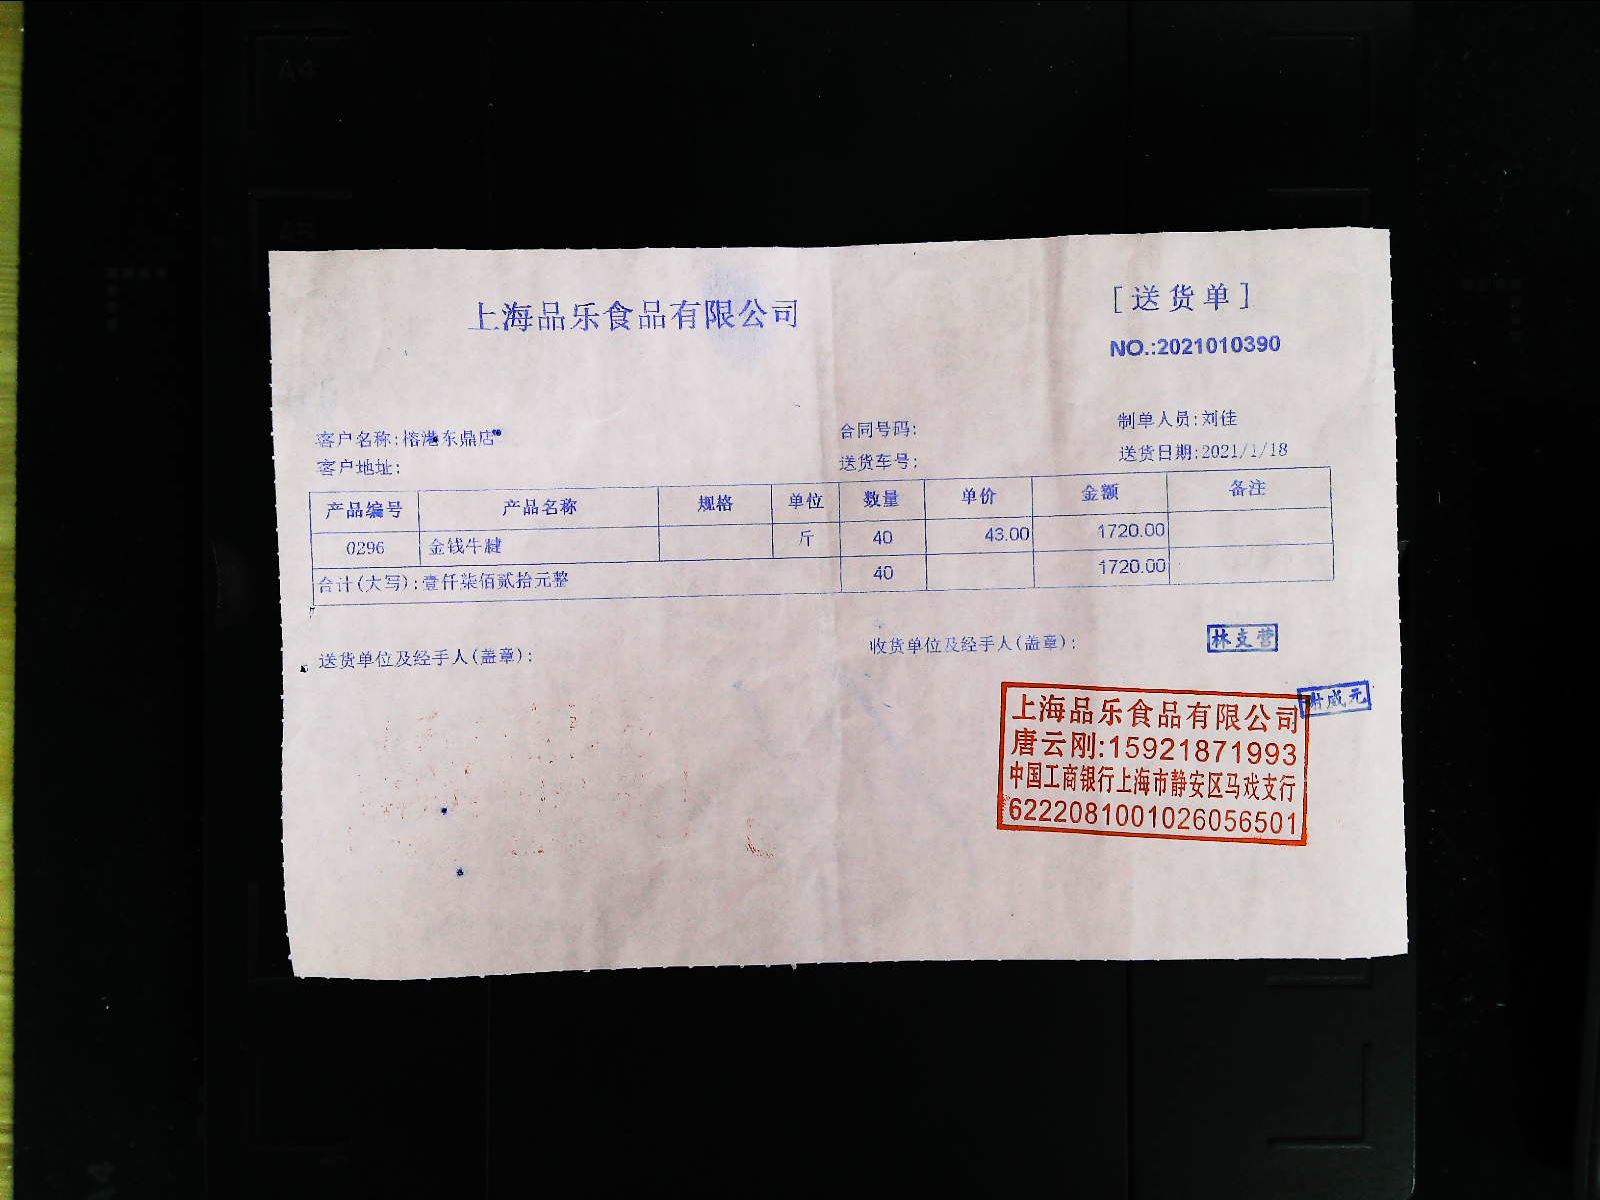 上海品乐食品有限公司
[送货单]
NO.:2021010390
客户名称:榕港东鼎店
合同号码:
制单人员:刘佳
客户地址:
送货车号:
送货日期:2021/1/18
产品编号 产品名称 规格 单位 数量 单价 金额 备注
0296 金钱牛腱 斤 40 43.00 1720.00
合计(大写):壹仟柒佰贰拾元整 40 1720.00
送货单位及经手人(盖章):
收货单位及经手人(盖章):
林支营
威元
上海品乐食品有限公司
唐云刚:15921871993
中国工商银行上海市静安区马戏支行
6222081001026056501
A4
A5